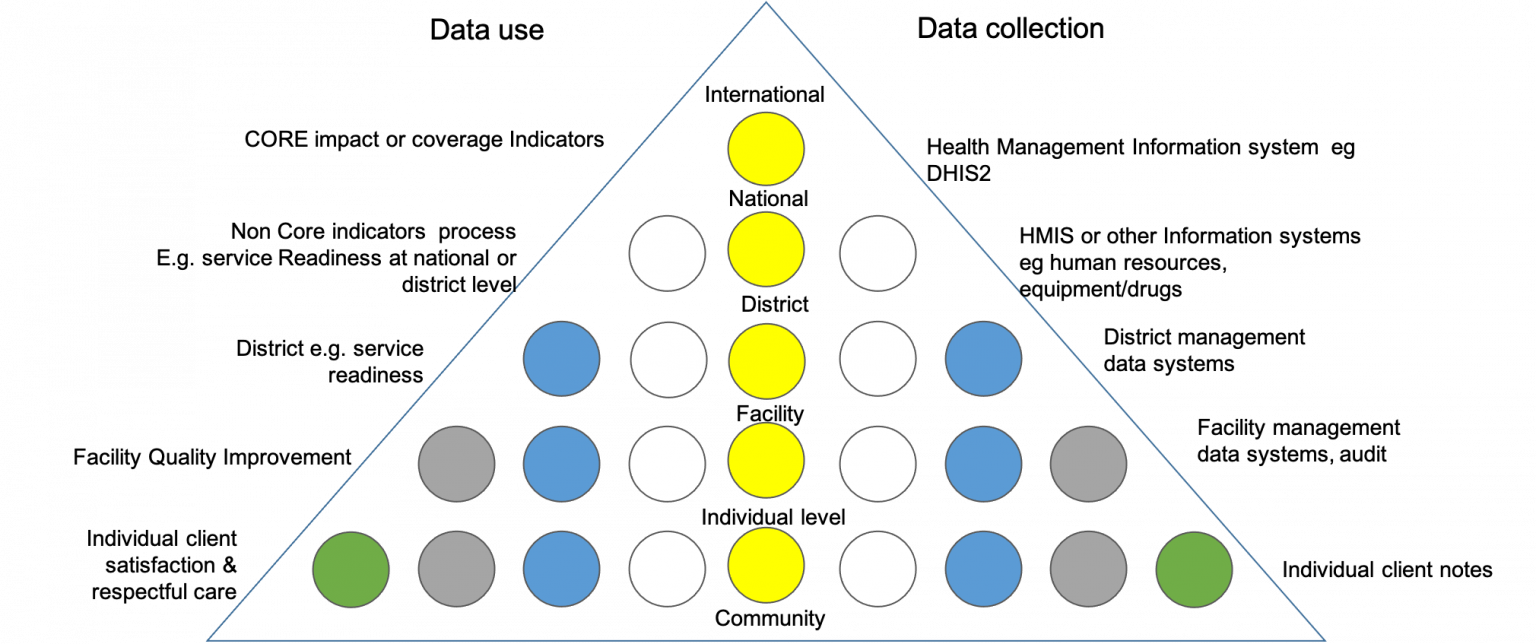 Data use
Data collection
International
CORE impact or coverage Indicators
Health Management Information system eg
DHIS2
National
Non Core indicators process
E.g. service Readiness at national or
district level
HMIS or other Information systems
eg human resources,
equipment/drugs
District
District e.g. service
readiness
District management
data systems
Facility
Facility Quality Improvement
Facility management
data systems, audit
Individual level
Individual client
satisfaction &
respectful care
Individual client notes
Community